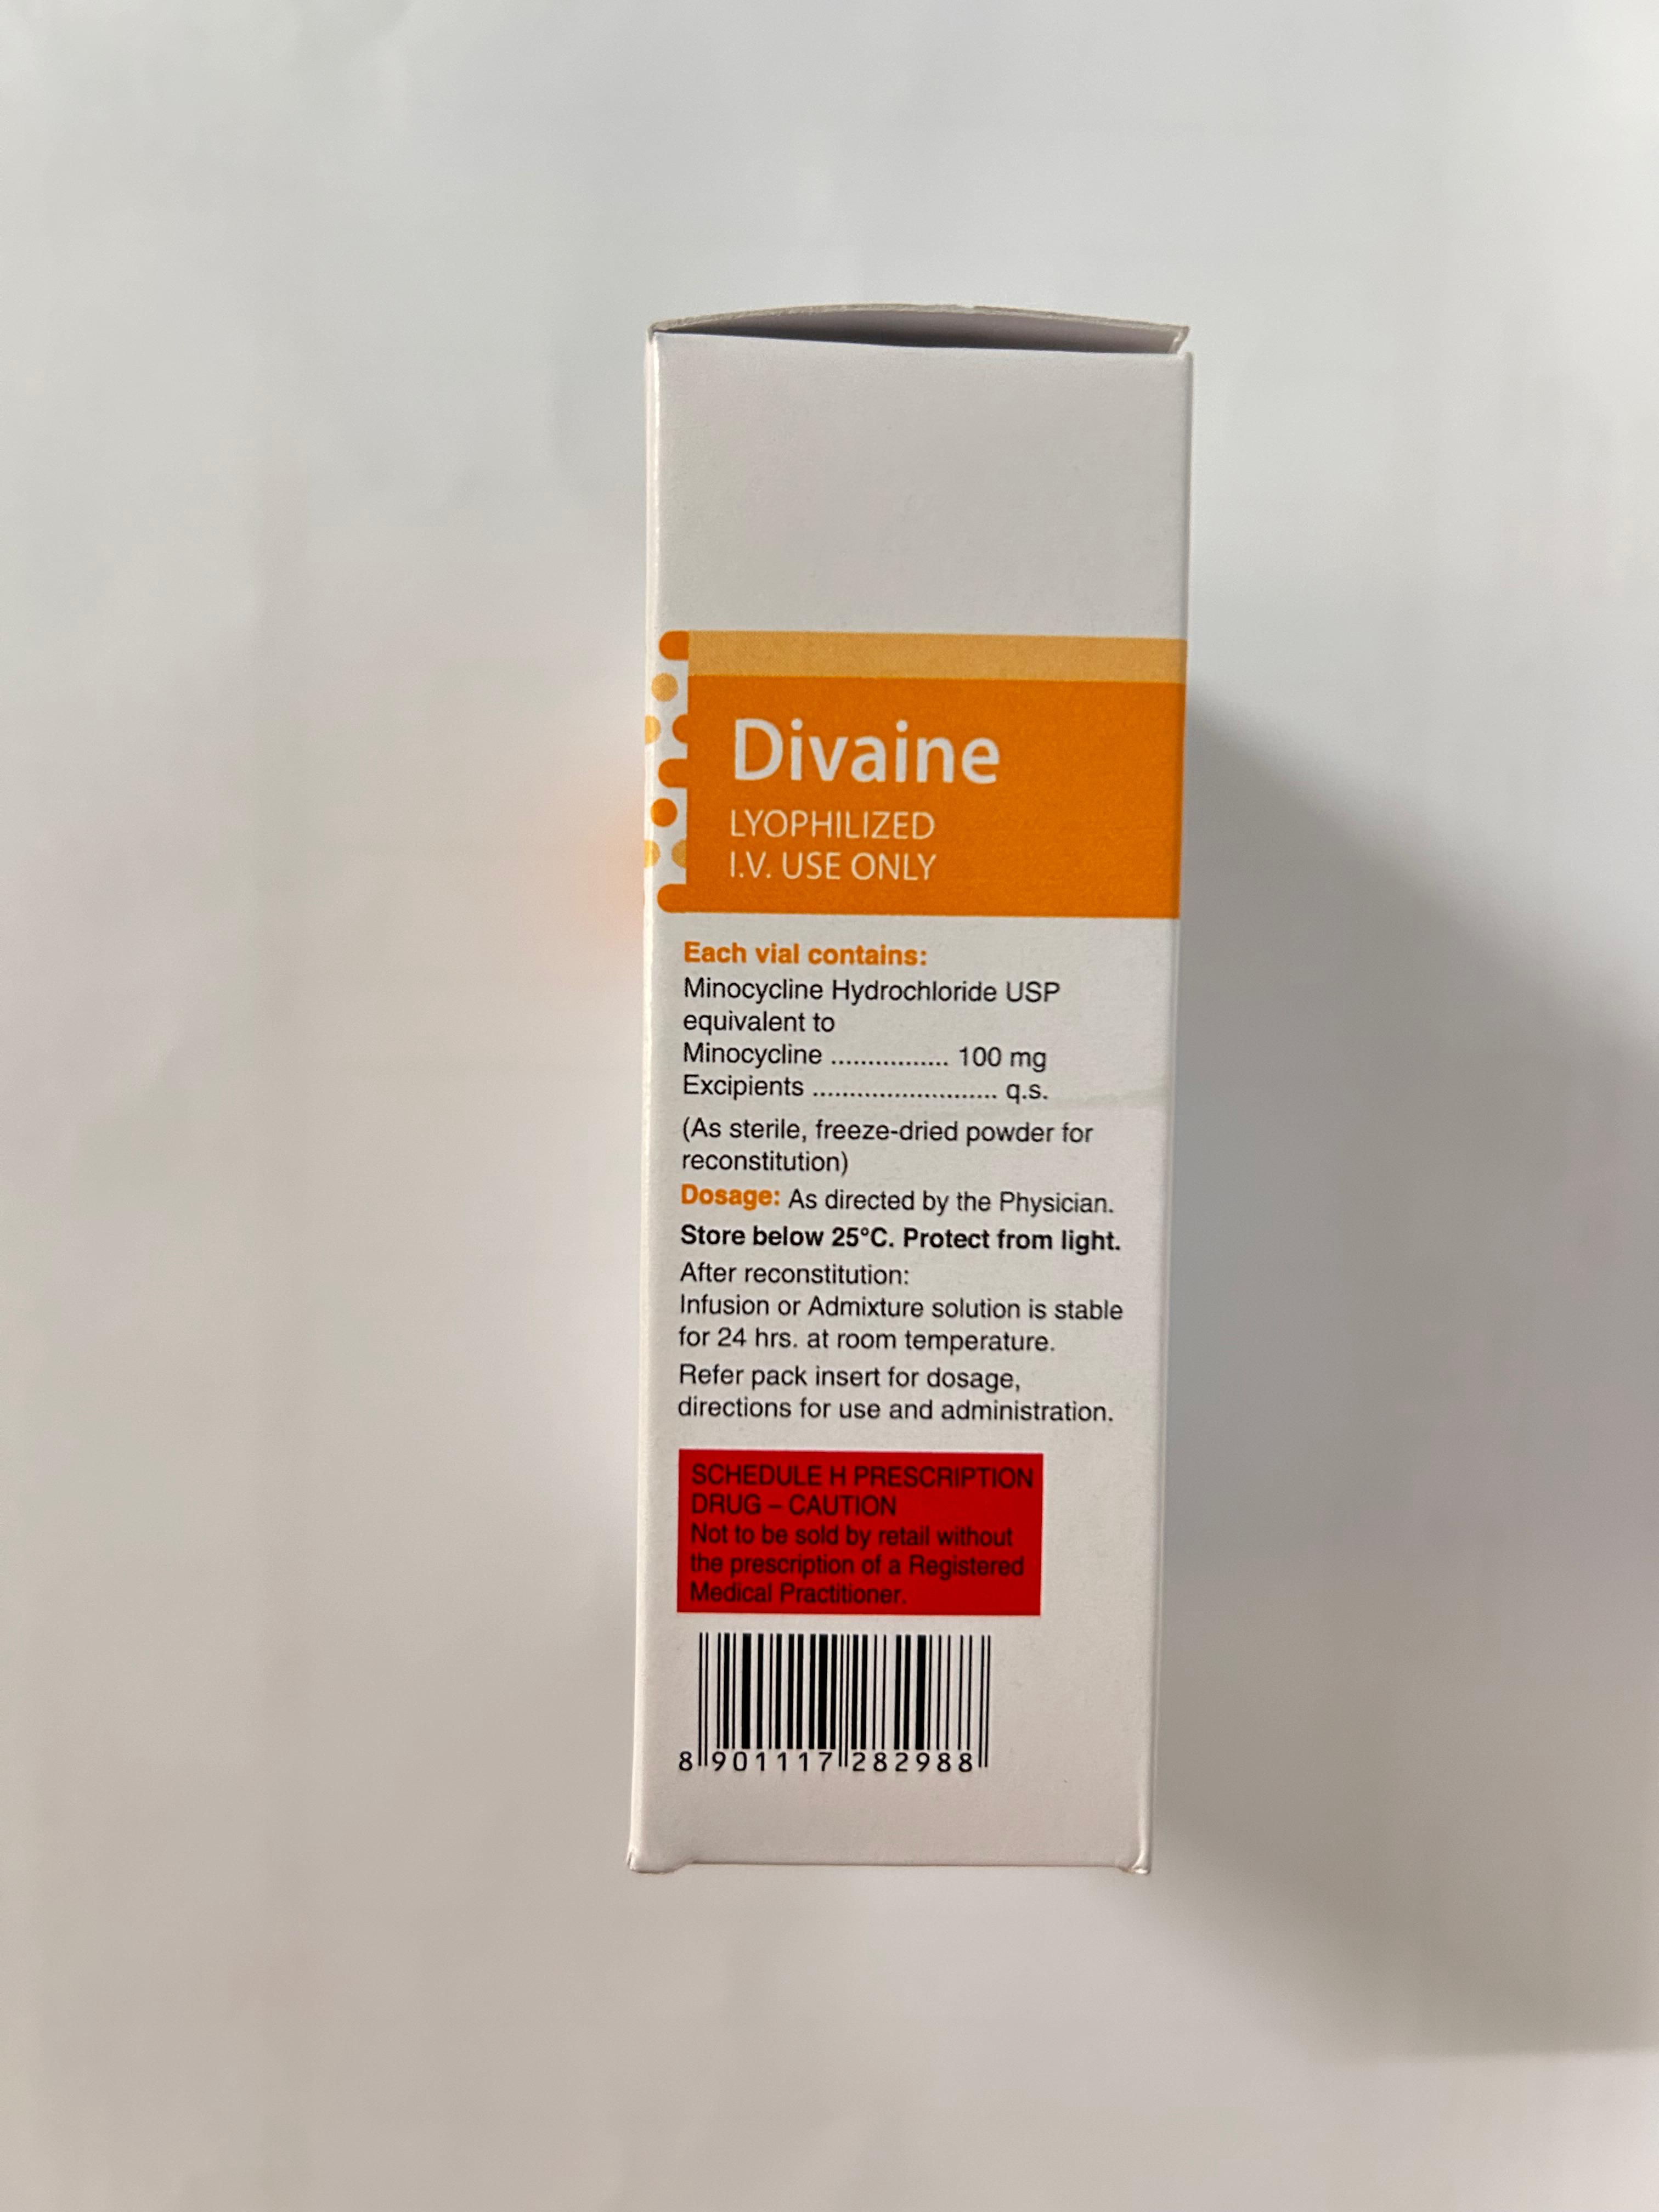 Divaine
LYOPHILIZED
I.V. USE ONLY
Each vial contains:
Minocycline Hydrochloride USP
equivalent to
Minocycline ................ 100 mg
Excipients ......................... q.s.
(As sterile, freeze-dried powder for
reconstitution)
Dosage: As directed by the Physician.
Store below 25°C. Protect from light.
After reconstitution:
Infusion or Admixture solution is stable
for 24 hrs. at room temperature.
Refer pack insert for dosage,
directions for use and administration.
SCHEDULE H PRESCRIPTION
DRUG – CAUTION
Not to be sold by retail without
the prescription of a Registered
Medical Practitioner.
8 901117 282988